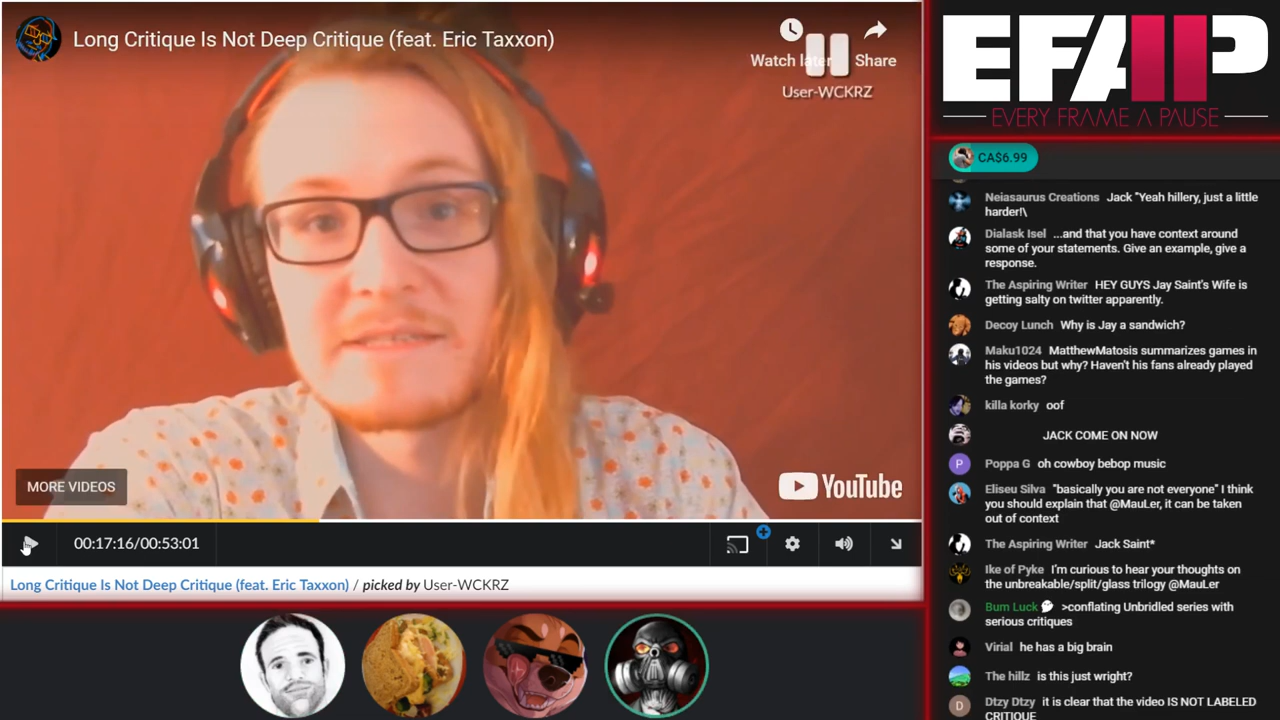 Long Critique Is Not Deep Critique (feat. Eric Taxxon)
Watch later
Share
User-WCKRZ
MORE VIDEOS
YouTube
00:17:16/00:53:01
Long Critique Is Not Deep Critique (feat. Eric Taxxon) / picked by User-WCKRZ
EFAP
EVERY FRAME A PAUSE
CA$6.99
Neiasaurus Creations Jack "Yeah hillery, just a little
harder!\
Dialask Isel ...and that you have context around
some of your statements. Give an example, give a
response.
The Aspiring Writer HEY GUYS Jay Saint's Wife is
getting salty on twitter apparently.
Decoy Lunch Why is Jay a sandwich?
Maku1024 MatthewMatosis summarizes games in
his videos but why? Haven't his fans already played
the games?
killa korky oof
JACK COME ON NOW
P
Poppa G oh cowboy bebop music
Eliseu Silva "basically you are not everyone" I think
you should explain that @MauLer, it can be taken
out of context
The Aspiring Writer Jack Saint*
Ike of Pyke I'm curious to hear your thoughts on
the unbreakable/split/glass trilogy @MauLer
Bum Luck >conflating Unbridled series with
serious critiques
Virial he has a big brain
The hillz is this just wright?
D
Dtzy Dtzy it is clear that the video IS NOT LABELED
CRITIQUE